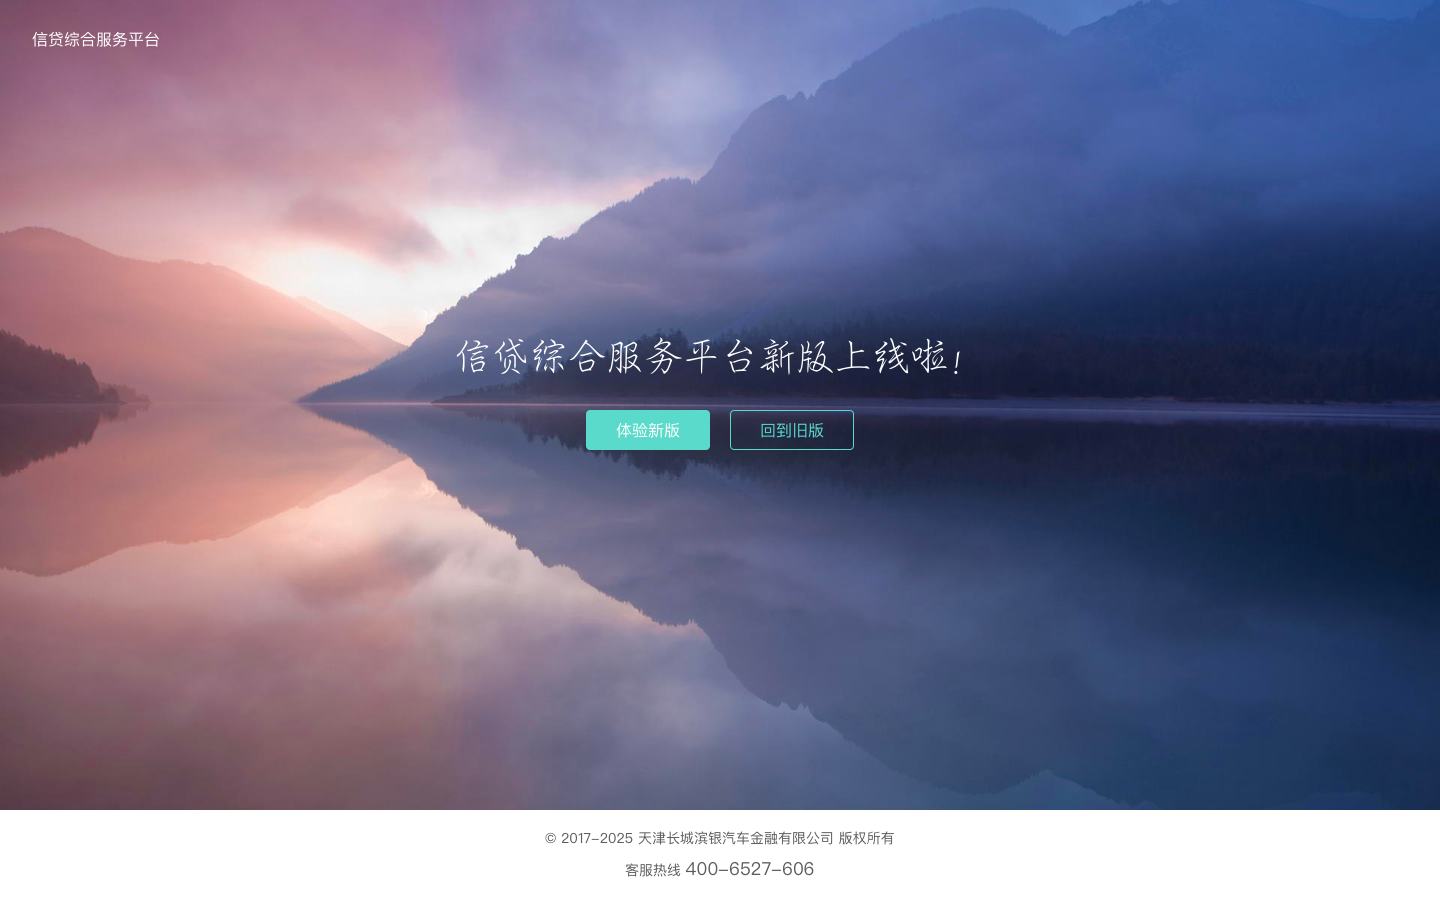 信贷综合服务平台
信贷综合服务平台新版上线啦!
体验新版
回到旧版
© 2017-2025 天津长城滨银汽车金融有限公司 版权所有
客服热线 400-6527-606